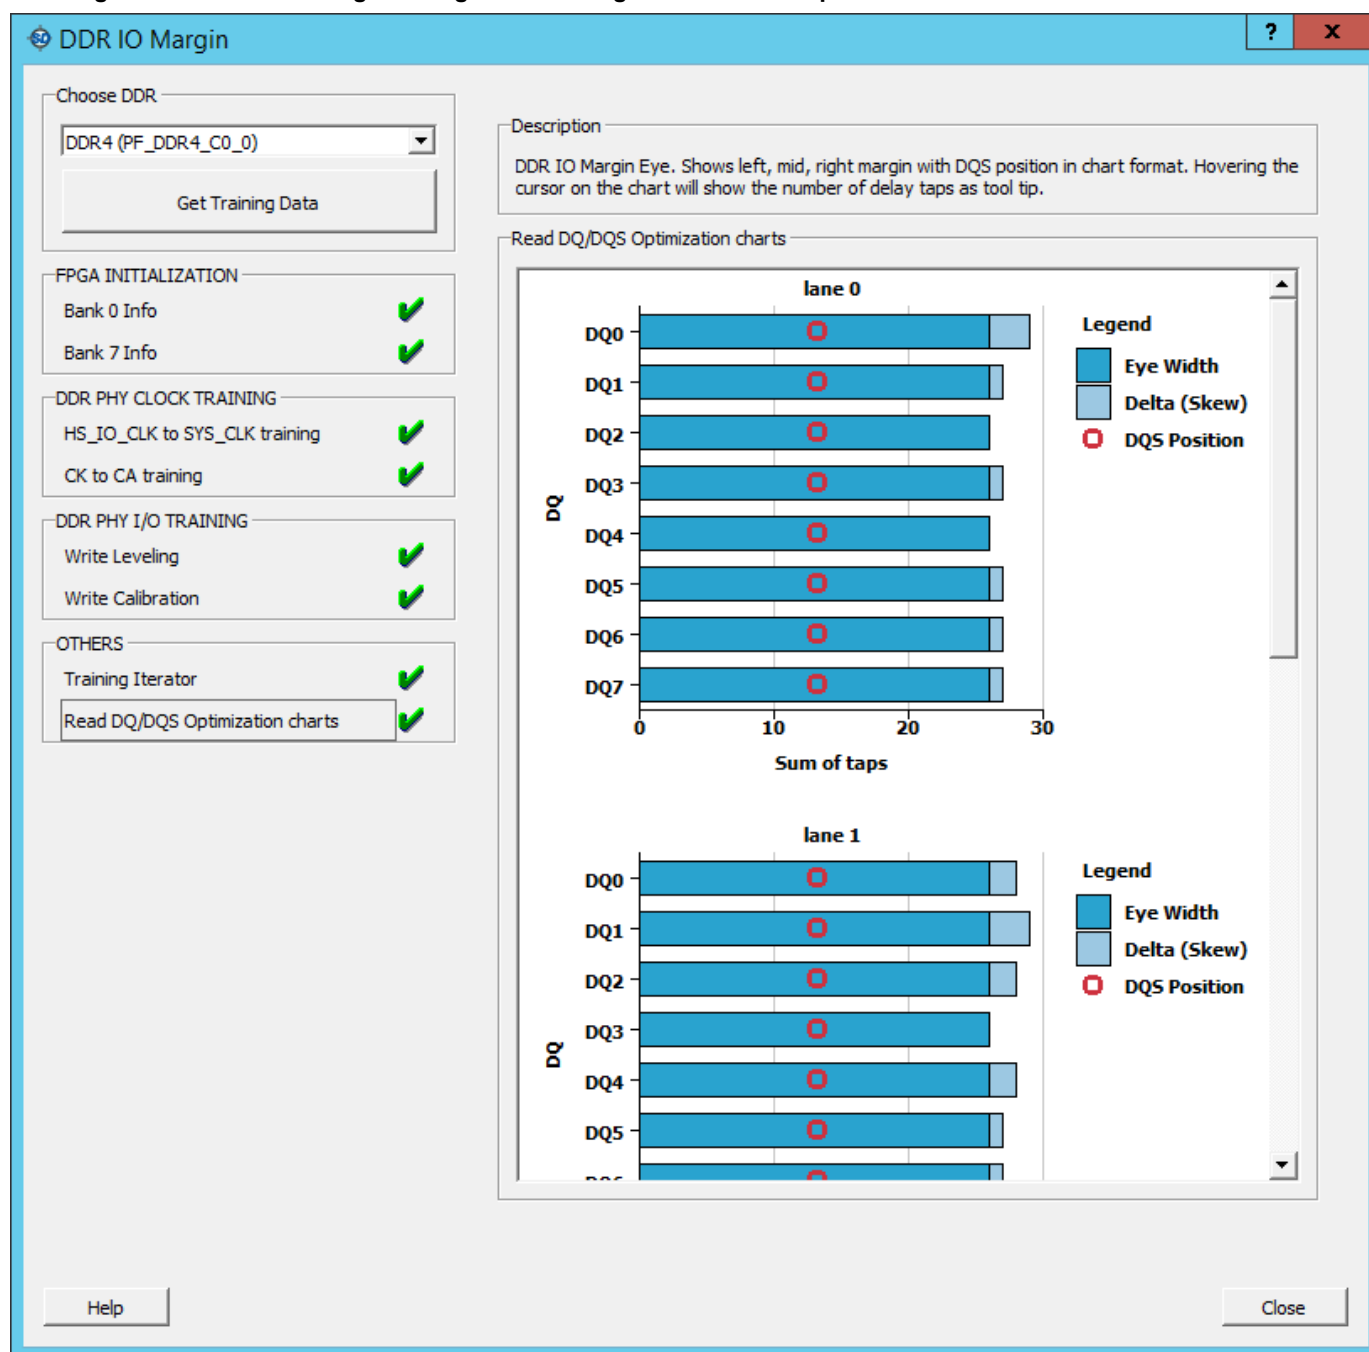 DDR IO Margin
?
x
Choose DDR
DDR4 (PF_DDR4_C0_0)
Get Training Data
FPGA INITIALIZATION
Bank 0 Info
Bank 7 Info
DDR PHY CLOCK TRAINING
HS_IO_CLK to SYS_CLK training
CK to CA training
DDR PHY I/O TRAINING
Write Leveling
Write Calibration
OTHERS
Training Iterator
Read DQ/DQS Optimization charts
Description
DDR IO Margin Eye. Shows left, mid, right margin with DQS position in chart format. Hovering the
cursor on the chart will show the number of delay taps as tool tip.
Read DQ/DQS Optimization charts
lane 0
DQ
DQ0
DQ1
DQ2
DQ3
DQ4
DQ5
DQ6
DQ7
0 10 20 30
Sum of taps
Legend
Eye Width
Delta (Skew)
DQS Position
lane 1
DQ
DQ0
DQ1
DQ2
DQ3
DQ4
DQ5
Legend
Eye Width
Delta (Skew)
DQS Position
Help
Close